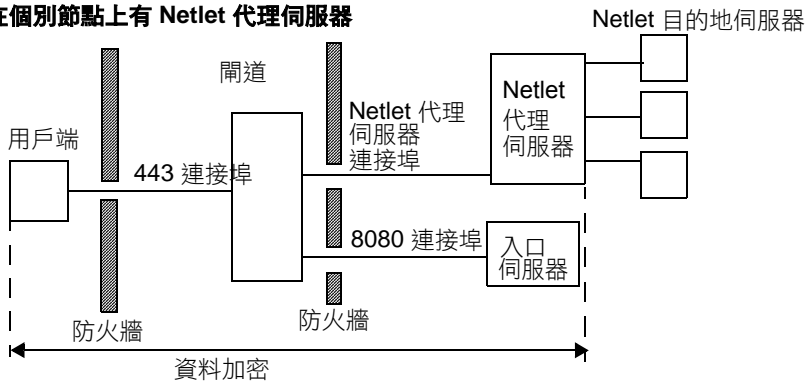 在個別節點上有 Netlet 代理伺服器
Netlet 目的地伺服器
閘道
Netlet
代理
伺服器
Netlet 代理
伺服器
連接埠
用戶端
443 連接埠
8080 連接埠
入口
伺服器
防火牆
防火牆
資料加密